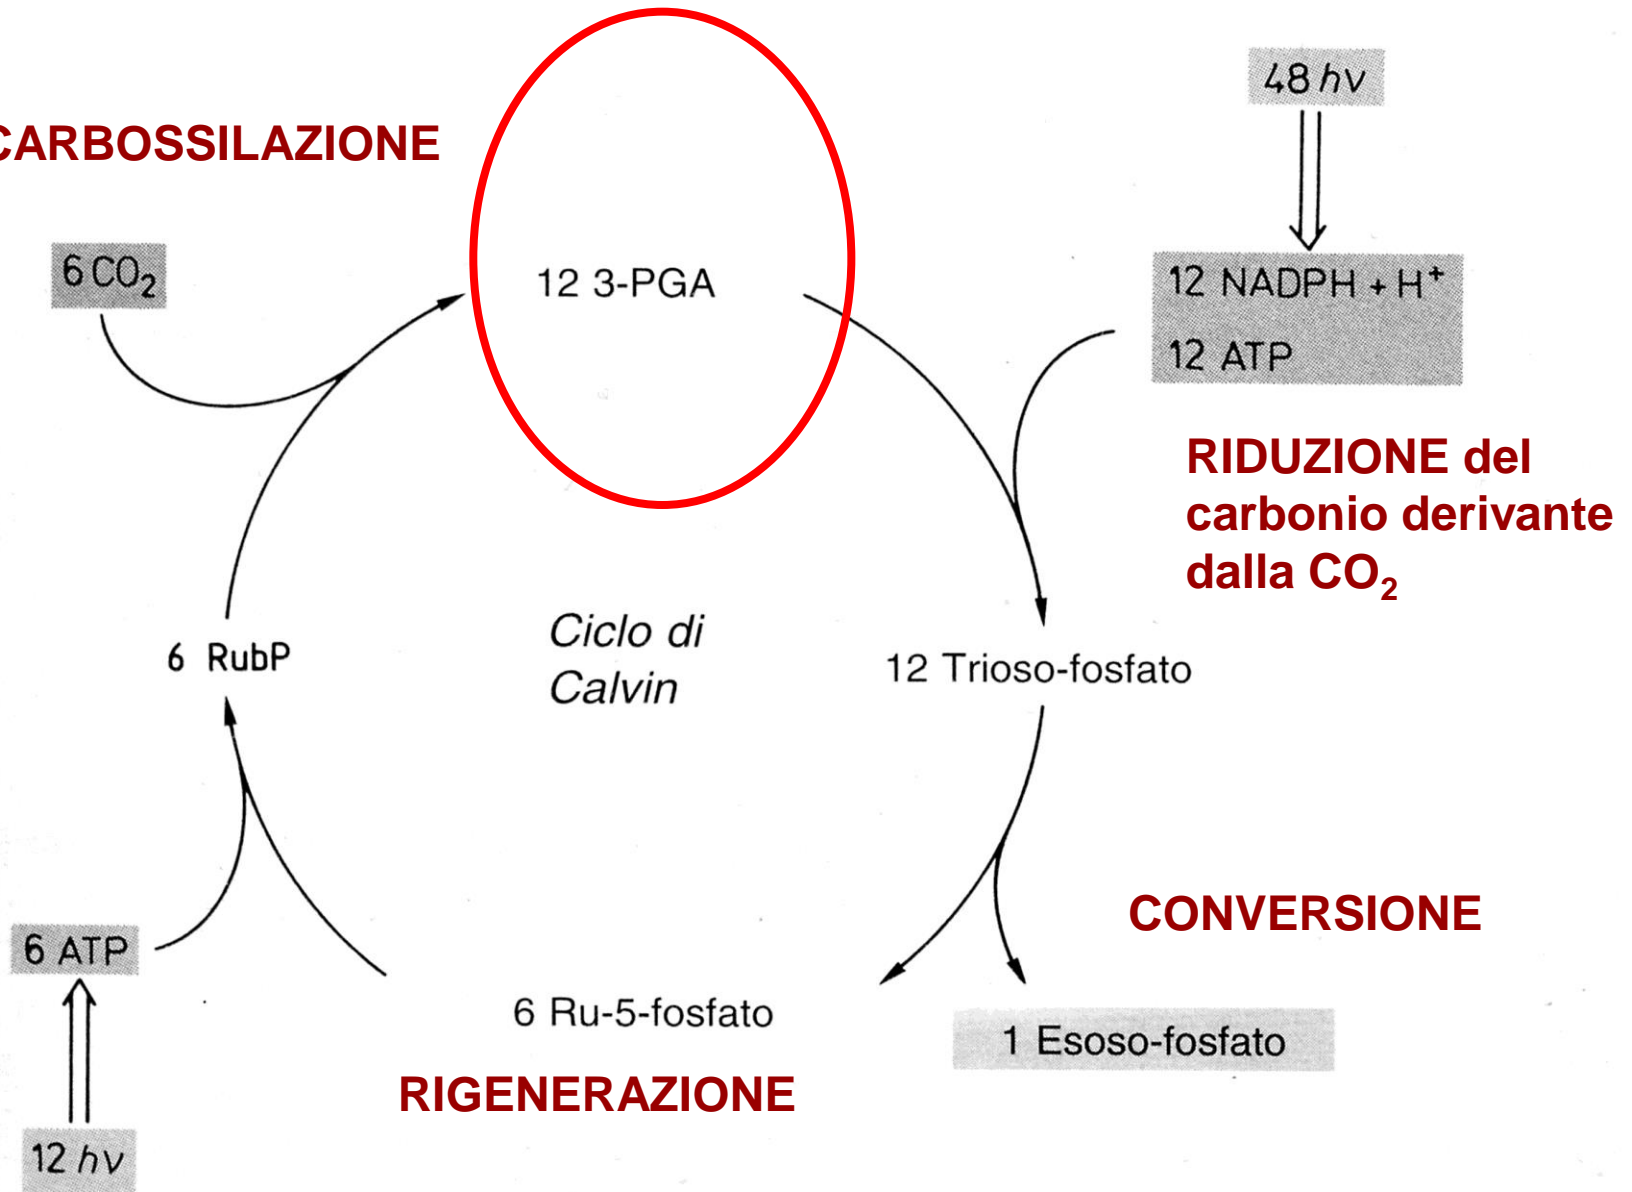 CARBOSSILAZIONE
48 hν
6 CO₂
12 3-PGA
12 NADPH + H⁺
12 ATP
RIDUZIONE del
carbonio derivante
dalla CO₂
Ciclo di
Calvin
6 RubP
12 Trioso-fosfato
CONVERSIONE
6 ATP
6 Ru-5-fosfato
1 Esoso-fosfato
RIGENERAZIONE
12 hν